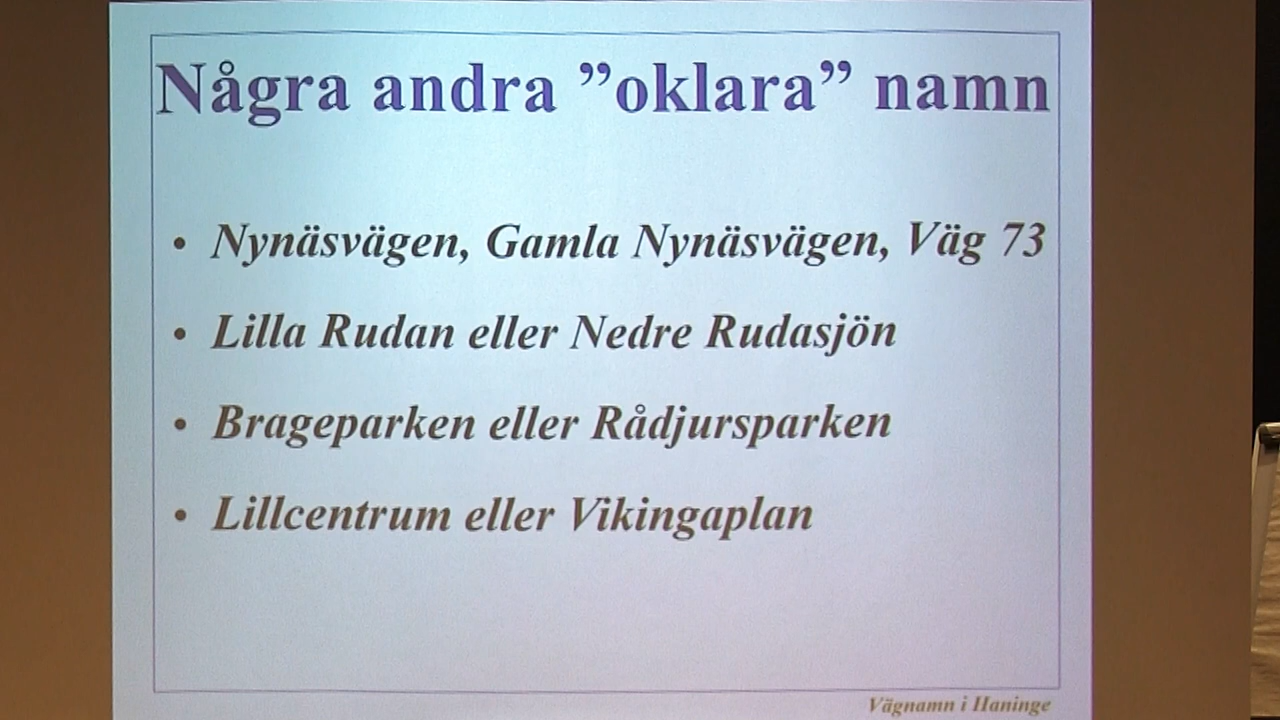 Några andra ”oklara” namn
• Nynäsvägen, Gamla Nynäsvägen, Väg 73
• Lilla Rudan eller Nedre Rudasjön
• Brageparken eller Rådjursparken
• Lillcentrum eller Vikingaplan
Vägnamn i Haninge